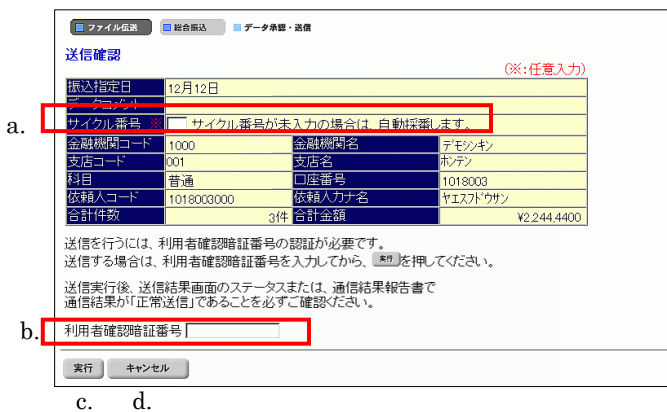 ファイル伝送 総合振込 データ承認・送信
送信確認
(※:任意入力)
振込指定日 12月12日
データコメント
a. サイクル番号 ※ サイクル番号が未入力の場合は、自動採番します。
金融機関コード 1000 金融機関名 デモシンキン
支店コード 001 支店名 ホンテン
科目 普通 口座番号 1018003
依頼人コード 1018003000 依頼人カナ名 ヤエスフドウサン
合計件数 3件 合計金額 ¥2,244,4400
送信を行うには、利用者確認暗証番号の認証が必要です。
送信する場合は、利用者確認暗証番号を入力してから、 実行 を押してください。
送信実行後、送信結果画面のステータスまたは、通信結果報告書で
通信結果が「正常送信」であることを必ずご確認ください。
b. 利用者確認暗証番号
実行 キャンセル
c. d.